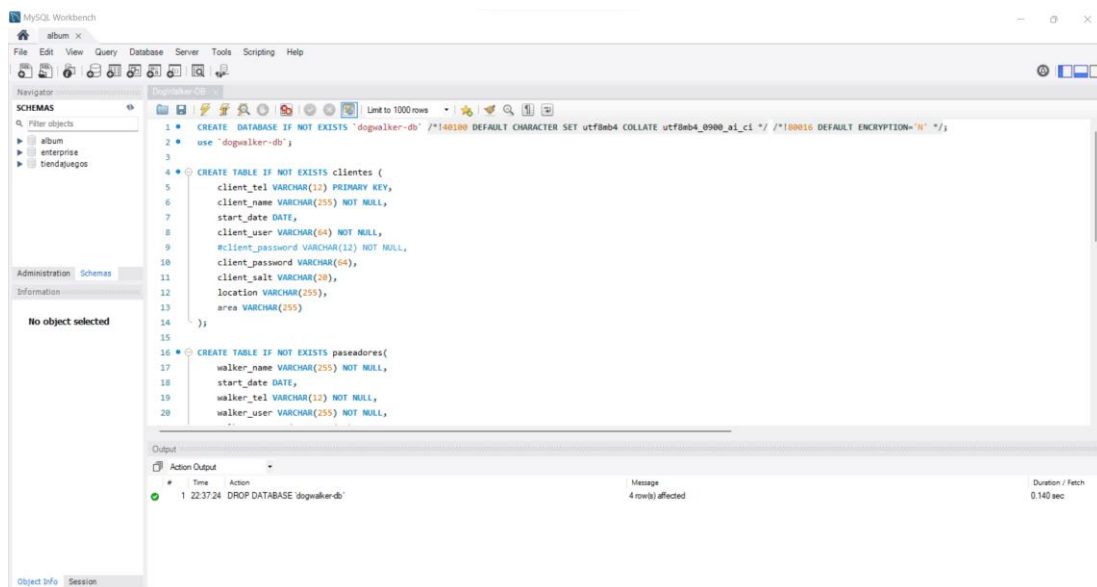 MySQL Workbench
album ×
File Edit View Query Database Server Tools Scripting Help
Navigator
DogWalker-DB ×
SCHEMAS
Limit to 1000 rows
Filter objects
album
enterprise
tiendajuegos
1 CREATE DATABASE IF NOT EXISTS `dogwalker-db` /*!40100 DEFAULT CHARACTER SET utf8mb4 COLLATE utf8mb4_0900_ai_ci */ /*!80016 DEFAULT ENCRYPTION='N' */;
2 use `dogwalker-db`;
3
4 CREATE TABLE IF NOT EXISTS clientes (
5 client_tel VARCHAR(12) PRIMARY KEY,
6 client_name VARCHAR(255) NOT NULL,
7 start_date DATE,
8 client_user VARCHAR(64) NOT NULL,
9 #client_password VARCHAR(12) NOT NULL,
10 client_password VARCHAR(64),
11 client_salt VARCHAR(20),
12 location VARCHAR(255),
13 area VARCHAR(255)
14 );
15
16 CREATE TABLE IF NOT EXISTS paseadores(
17 walker_name VARCHAR(255) NOT NULL,
18 start_date DATE,
19 walker_tel VARCHAR(12) NOT NULL,
20 walker_user VARCHAR(255) NOT NULL,
Administration Schemas
Information
No object selected
Output
Action Output
# Time Action Message Duration / Fetch
1 22:37:24 DROP DATABASE `dogwalker-db` 4 row(s) affected 0.140 sec
Object Info Session